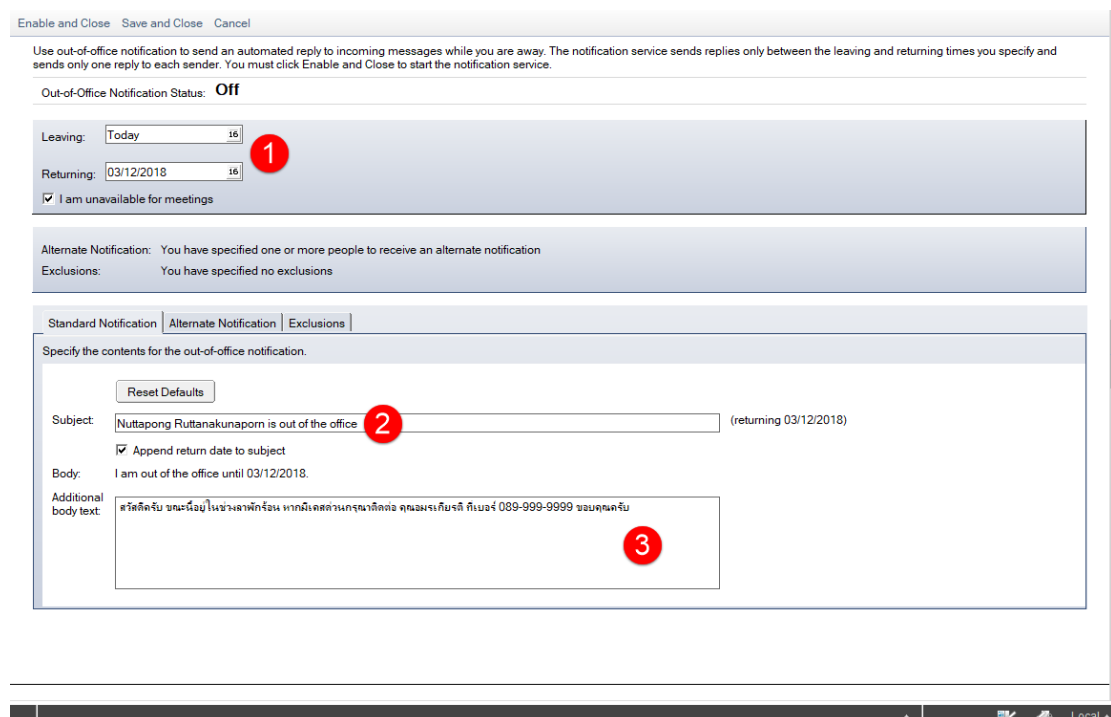 Enable and Close Save and Close Cancel
Use out-of-office notification to send an automated reply to incoming messages while you are away. The notification service sends replies only between the leaving and returning times you specify and
sends only one reply to each sender. You must click Enable and Close to start the notification service.
Out-of-Office Notification Status: Off
Leaving: Today 16
1
Returning: 03/12/2018 16
I am unavailable for meetings
Alternate Notification: You have specified one or more people to receive an alternate notification
Exclusions: You have specified no exclusions
Standard Notification Alternate Notification Exclusions
Specify the contents for the out-of-office notification.
Reset Defaults
Subject: Nuttapong Ruttanakunaporn is out of the office 2 (returning 03/12/2018)
Append return date to subject
Body: I am out of the office until 03/12/2018.
Additional
body text: สวัสดีครับ ขณะนี้อยู่ในช่วงลาพักร้อน หากมีเคสด่วนกรุณาติดต่อ คุณอมรเกียรติ ที่เบอร์ 089-999-9999 ขอบคุณครับ
3
Local